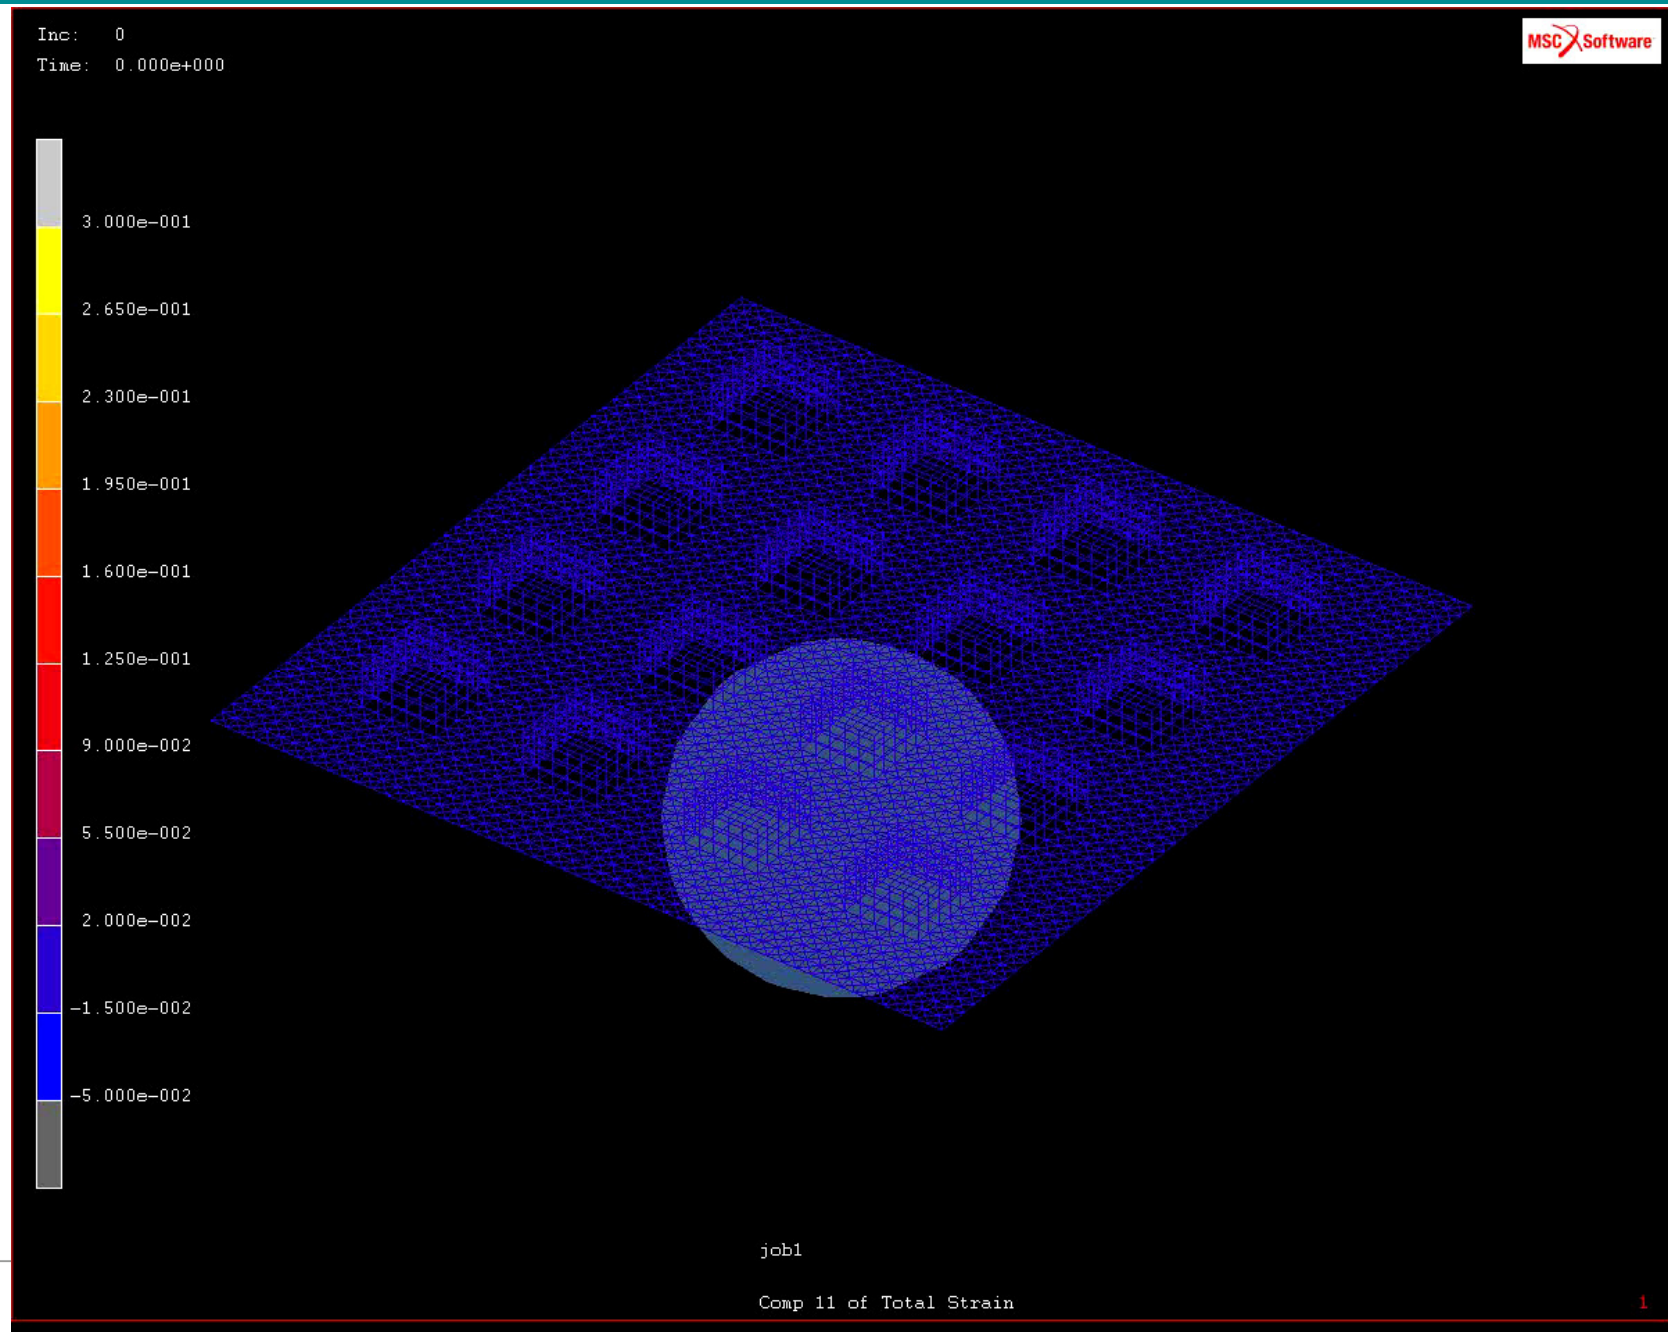 Inc: 0
Time: 0.000e+000
MSC Software
3.000e-001
2.650e-001
2.300e-001
1.950e-001
1.600e-001
1.250e-001
9.000e-002
5.500e-002
2.000e-002
-1.500e-002
-5.000e-002
job1
Comp 11 of Total Strain
1